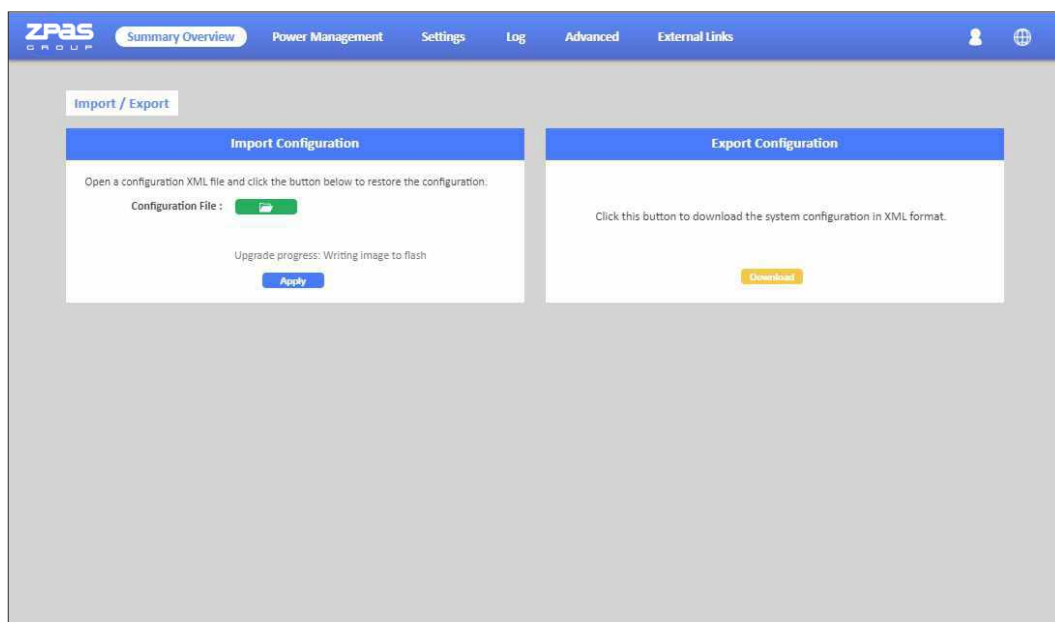 ZPAS
GROUP
Summary Overview Power Management Settings Log Advanced External Links
Import / Export
Import Configuration
Open a configuration XML file and click the button below to restore the configuration.
Configuration File :
Upgrade progress: Writing image to flash
Apply
Export Configuration
Click this button to download the system configuration in XML format.
Download